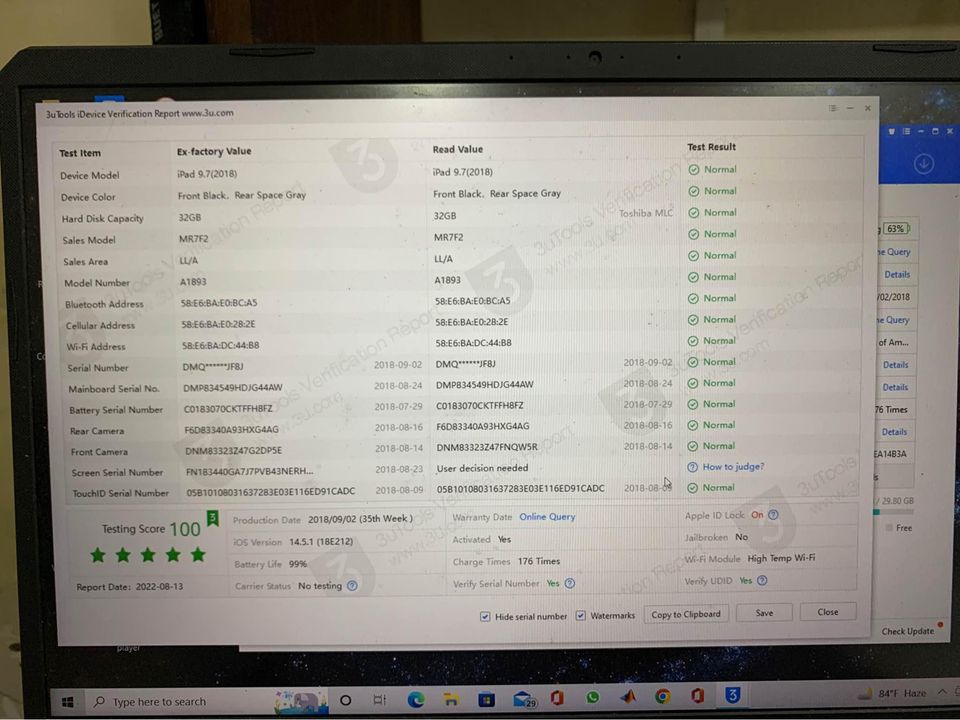 3uTools iDevice Verification Report www.3u.com
Test Item Ex-factory Value Read Value Test Result
Device Model iPad 9.7(2018) iPad 9.7(2018) Normal
Device Color Front Black, Rear Space Gray Front Black, Rear Space Gray Normal
Hard Disk Capacity 32GB 32GB Toshiba MLC Normal
Sales Model MR7F2 MR7F2 Normal
Sales Area LL/A LL/A Normal
Model Number A1893 A1893 Normal
Bluetooth Address 58:E6:BA:E0:BC:A5 58:E6:BA:E0:BC:A5 Normal
Cellular Address 58:E6:BA:E0:28:2E 58:E6:BA:E0:28:2E Normal
Wi-Fi Address 58:E6:BA:DC:44:B8 58:E6:BA:DC:44:B8 Normal
Serial Number DMQ******JF8J 2018-09-02 DMQ******JF8J 2018-09-02 Normal
Mainboard Serial No. DMP834549HDJG44AW 2018-08-24 DMP834549HDJG44AW 2018-08-24 Normal
Battery Serial Number C0183070CKTFFH8FZ 2018-07-29 C0183070CKTFFH8FZ 2018-07-29 Normal
Rear Camera F6D83340A93HXG4AG 2018-08-16 F6D83340A93HXG4AG 2018-08-16 Normal
Front Camera DNM83323Z47G2DP5E 2018-08-14 DNM83323Z47FNQW5R 2018-08-14 Normal
Screen Serial Number FN183440GA7J7PVB43NERH... 2018-08-23 User decision needed How to judge?
TouchID Serial Number 05B10108031637283E03E116ED91CADC 2018-08-09 05B10108031637283E03E116ED91CADC 2018-08-09 Normal
Testing Score 100
Production Date 2018/09/02 (35th Week) Warranty Date Online Query Apple ID Lock On
iOS Version 14.5.1 (18E212) Activated Yes Jailbroken No
Battery Life 99% Charge Times 176 Times Wi-Fi Module High Temp Wi-Fi
Report Date: 2022-08-13 Carrier Status No testing Verify Serial Number Yes Verify UDID Yes
Hide serial number Watermarks Copy to Clipboard Save Close
63%
Query
Details
/02/2018
Query
of Am...
Details
Details
76 Times
Details
EA14B3A
/ 29.80 GB
Free
Check Update
player
Type here to search 29 84°F Haze
3uTools Verification Report
www.3u.com